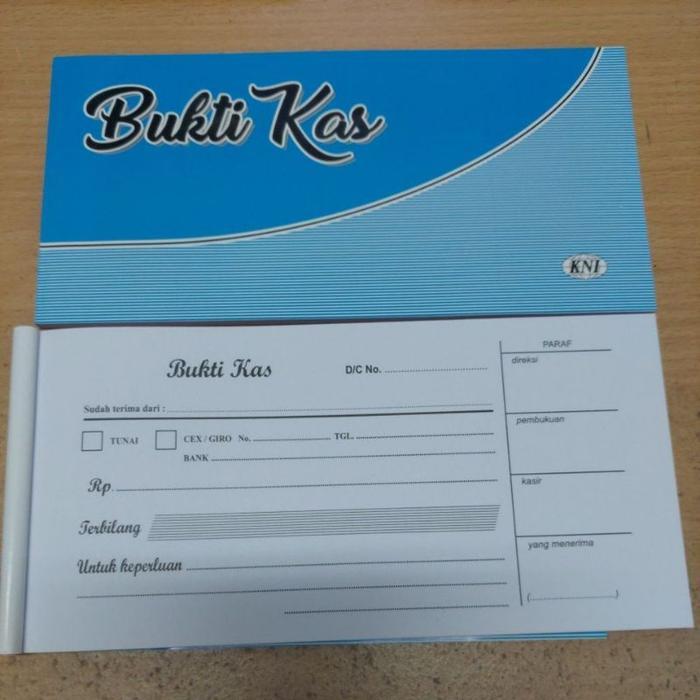 Bukti Kas
KNI
Bukti Kas D/C No. ....................
PARAF
direksi
Sudah terima dari : ....................
pembukuan
TUNAI CEX / GIRO No. .................... TGL. ....................
BANK ....................
kasir
Rp. ....................
Terbilang
yang menerima
Untuk keperluan ....................
(....................)